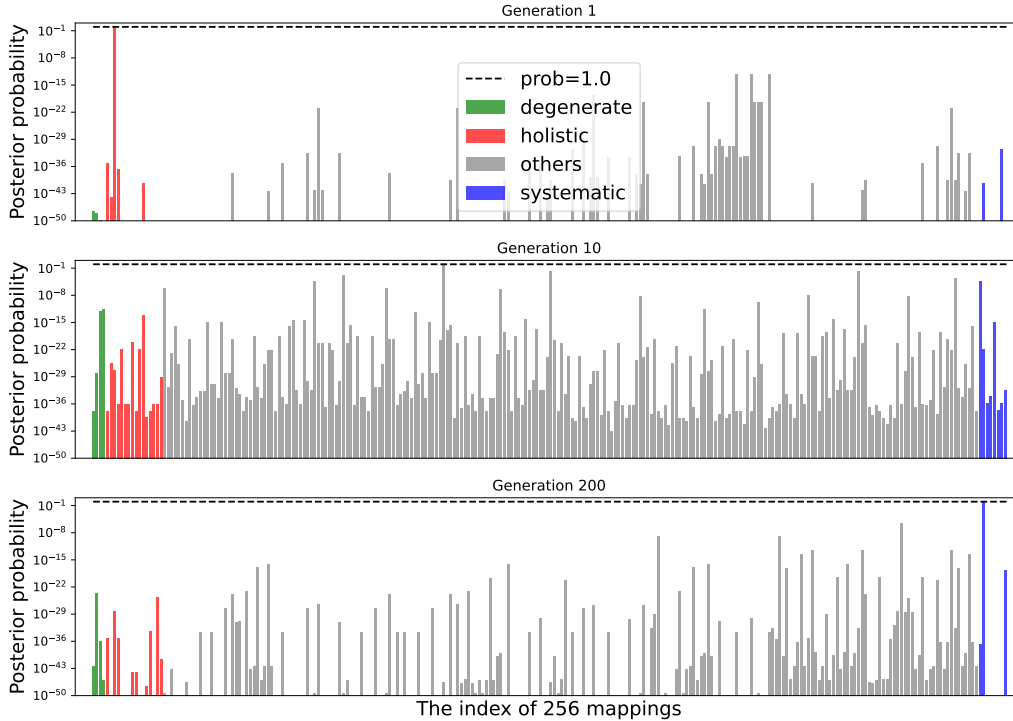 Generation 1
Posterior probability
10^-1
10^-8
10^-15
10^-22
10^-29
10^-36
10^-43
10^-50
prob=1.0
degenerate
holistic
others
systematic
Generation 10
Posterior probability
10^-1
10^-8
10^-15
10^-22
10^-29
10^-36
10^-43
10^-50
Generation 200
Posterior probability
10^-1
10^-8
10^-15
10^-22
10^-29
10^-36
10^-43
10^-50
The index of 256 mappings